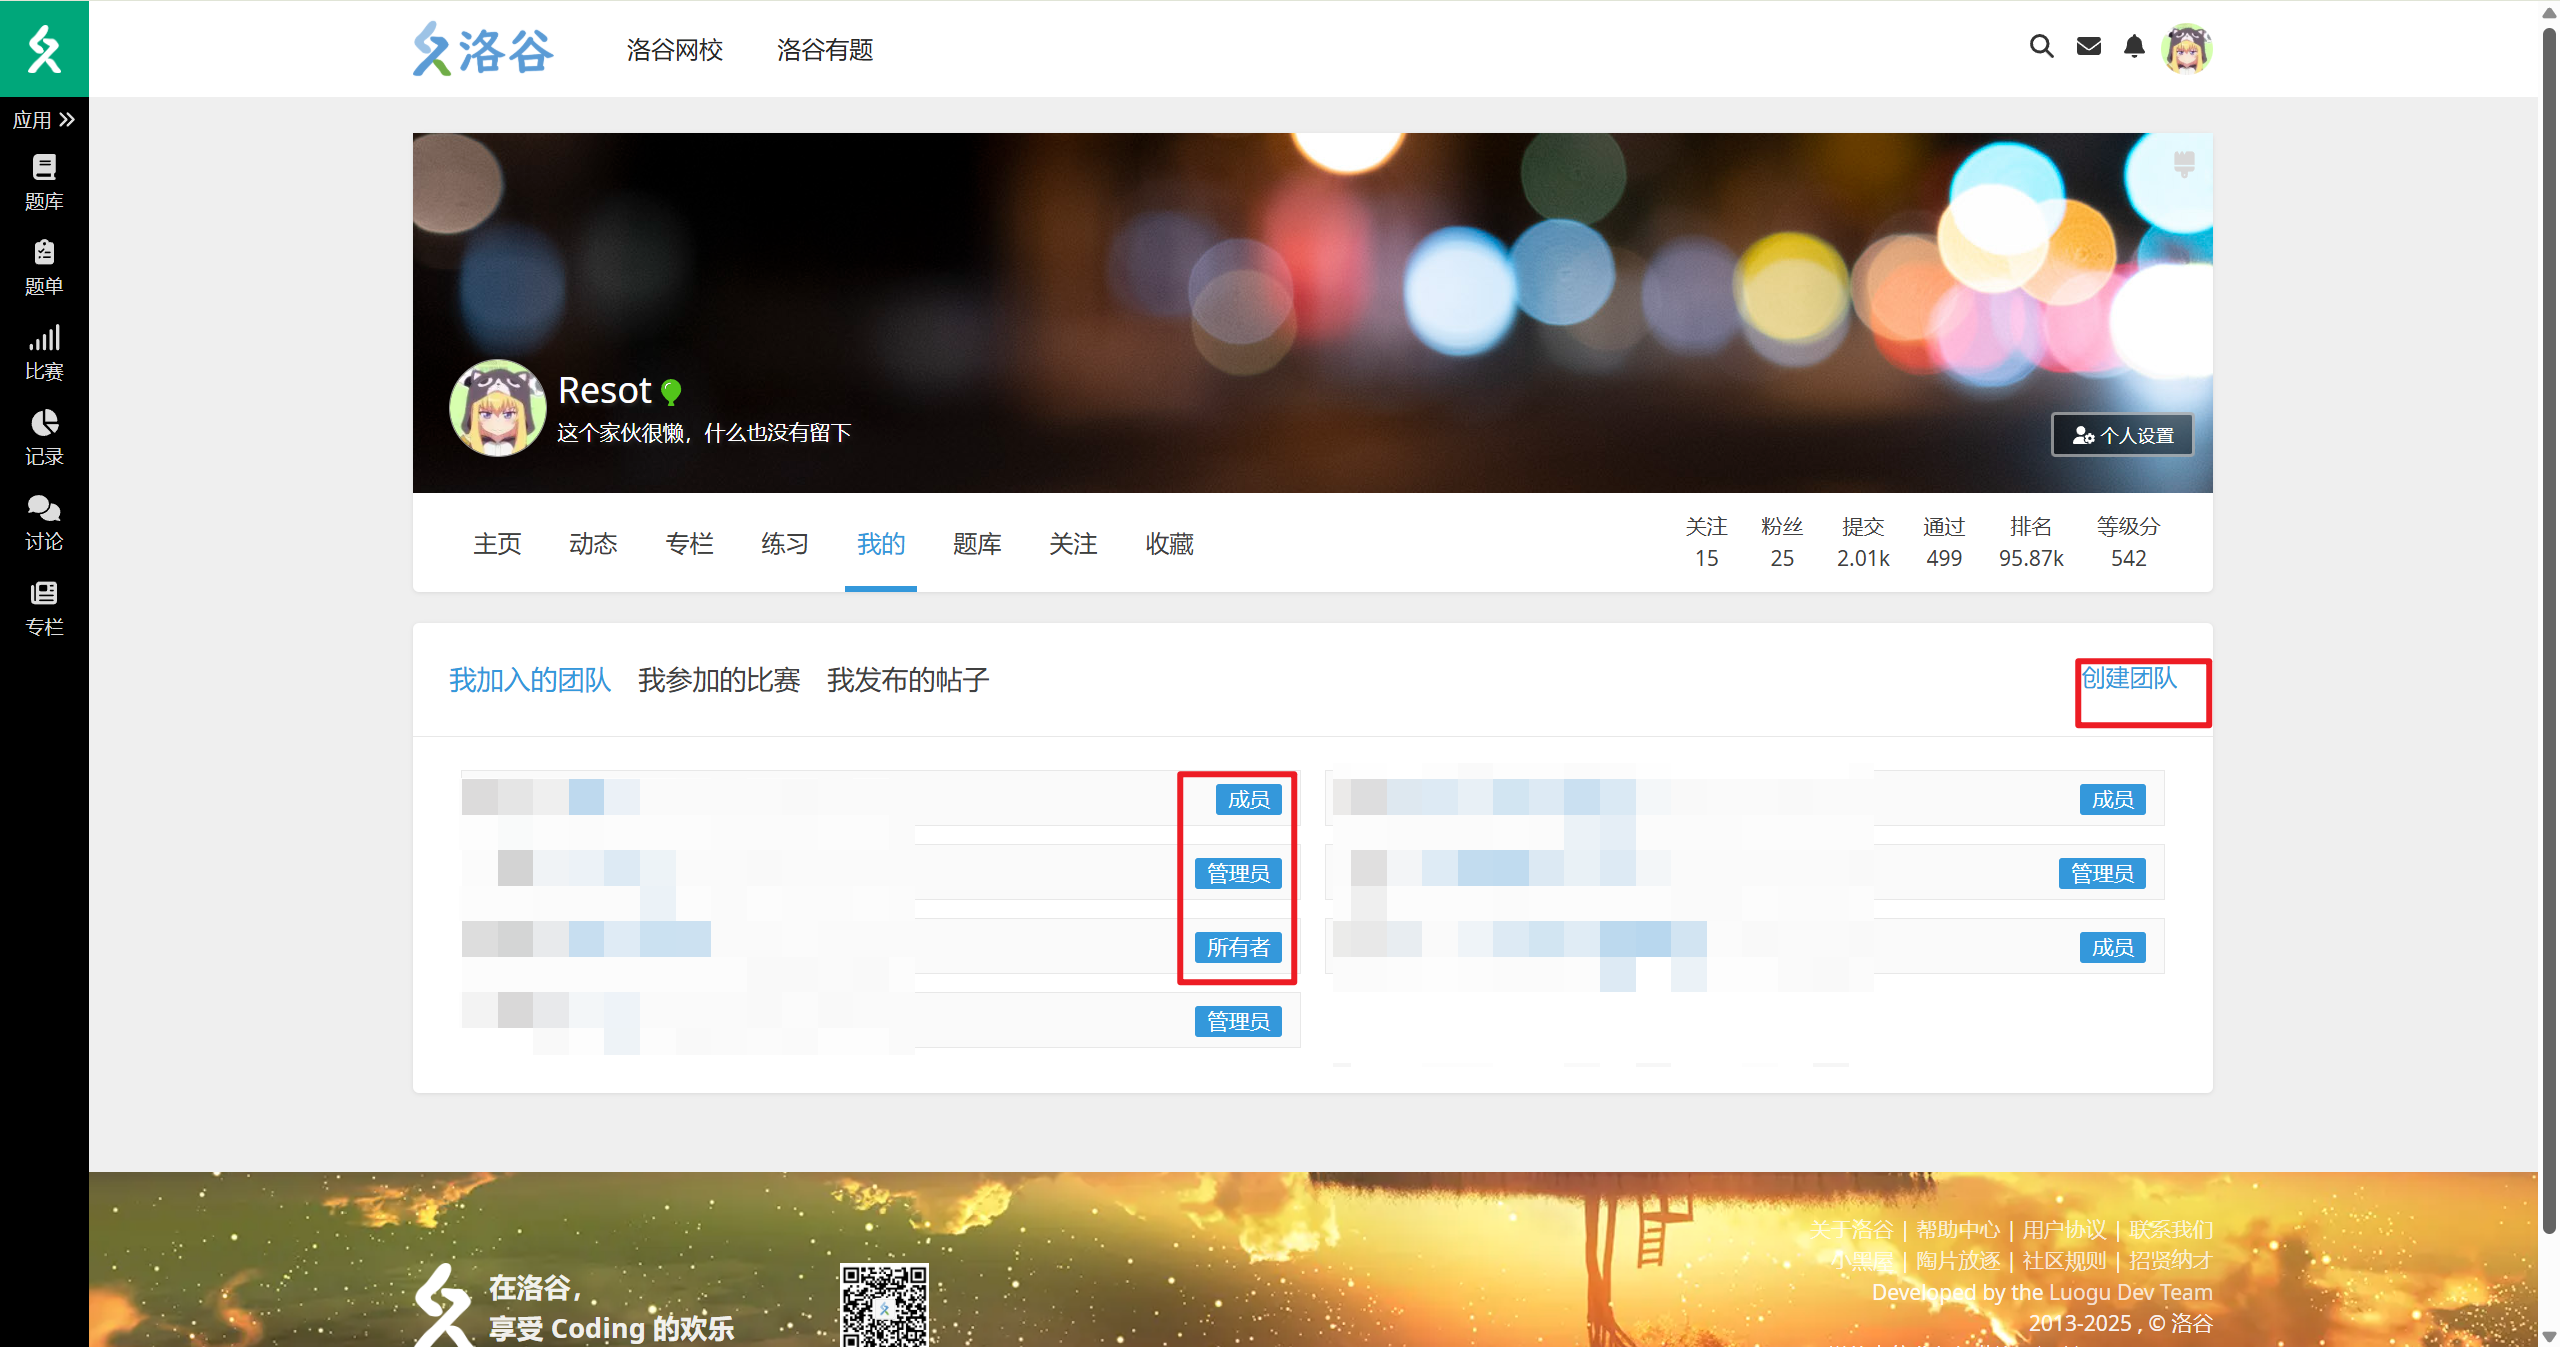 洛谷
洛谷网校
洛谷有题
应用
题库
题单
比赛
记录
讨论
专栏
Resot
这个家伙很懒，什么也没有留下
个人设置
主页
动态
专栏
练习
我的
题库
关注
收藏
关注
15
粉丝
25
提交
2.01k
通过
499
排名
95.87k
等级分
542
我加入的团队
我参加的比赛
我发布的帖子
创建团队
成员
成员
管理员
管理员
所有者
成员
管理员
在洛谷，
享受 Coding 的欢乐
关于洛谷 | 帮助中心 | 用户协议 | 联系我们
小黑屋 | 陶片放逐 | 社区规则 | 招贤纳才
Developed by the Luogu Dev Team
2013-2025 , © 洛谷